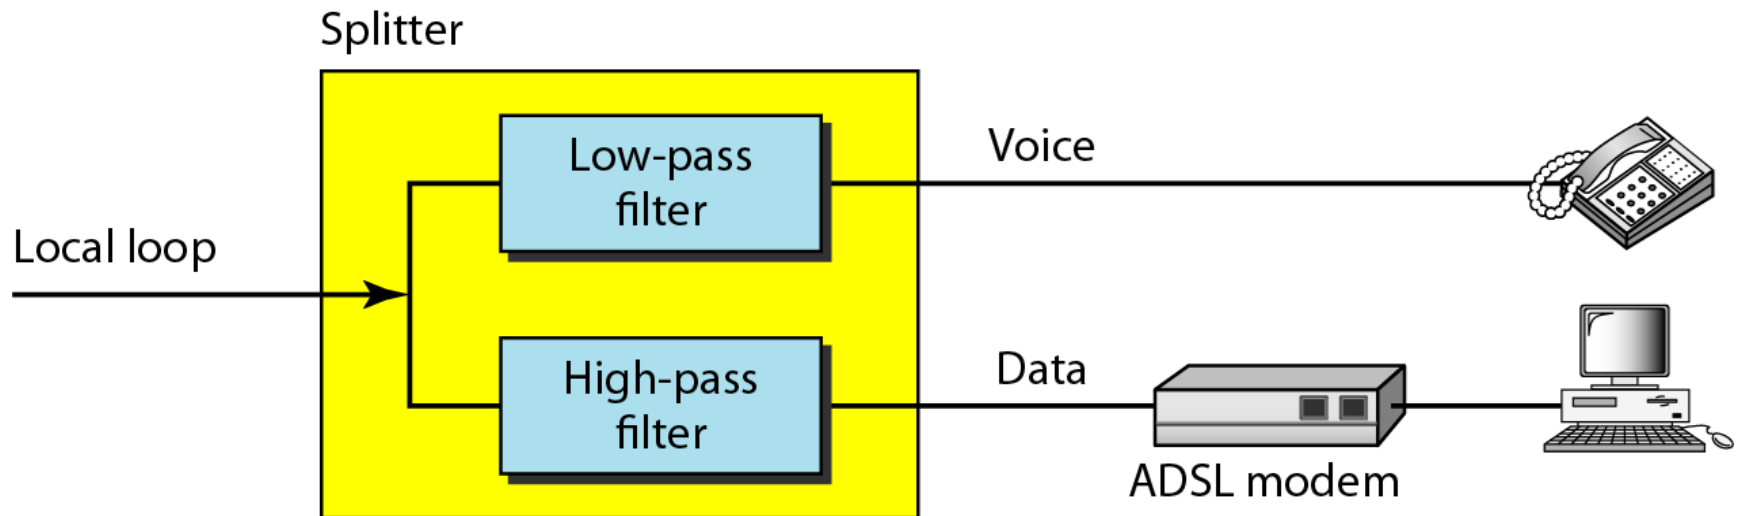 Splitter
Low-pass
filter
Voice
Local loop
High-pass
filter
Data
ADSL modem